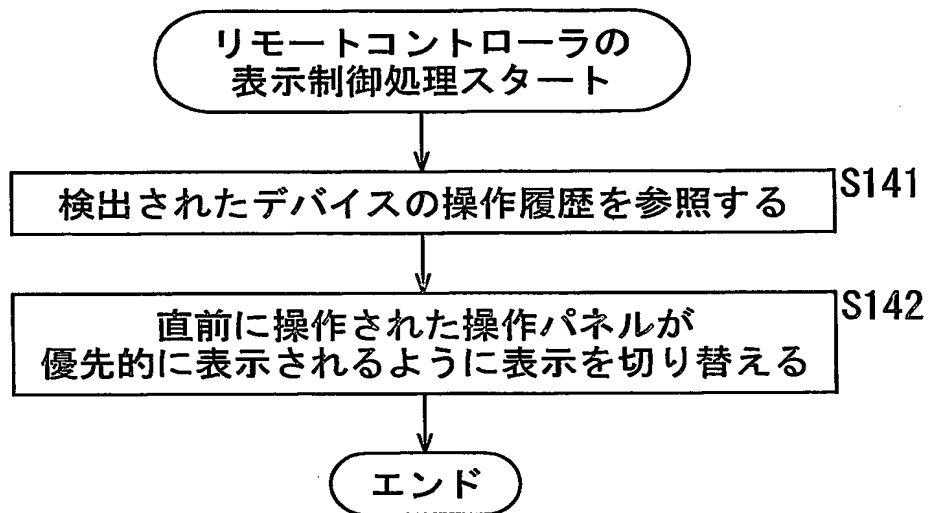 リモートコントローラの
表示制御処理スタート
検出されたデバイスの操作履歴を参照する
S141
直前に操作された操作パネルが
優先的に表示されるように表示を切り替える
S142
エンド